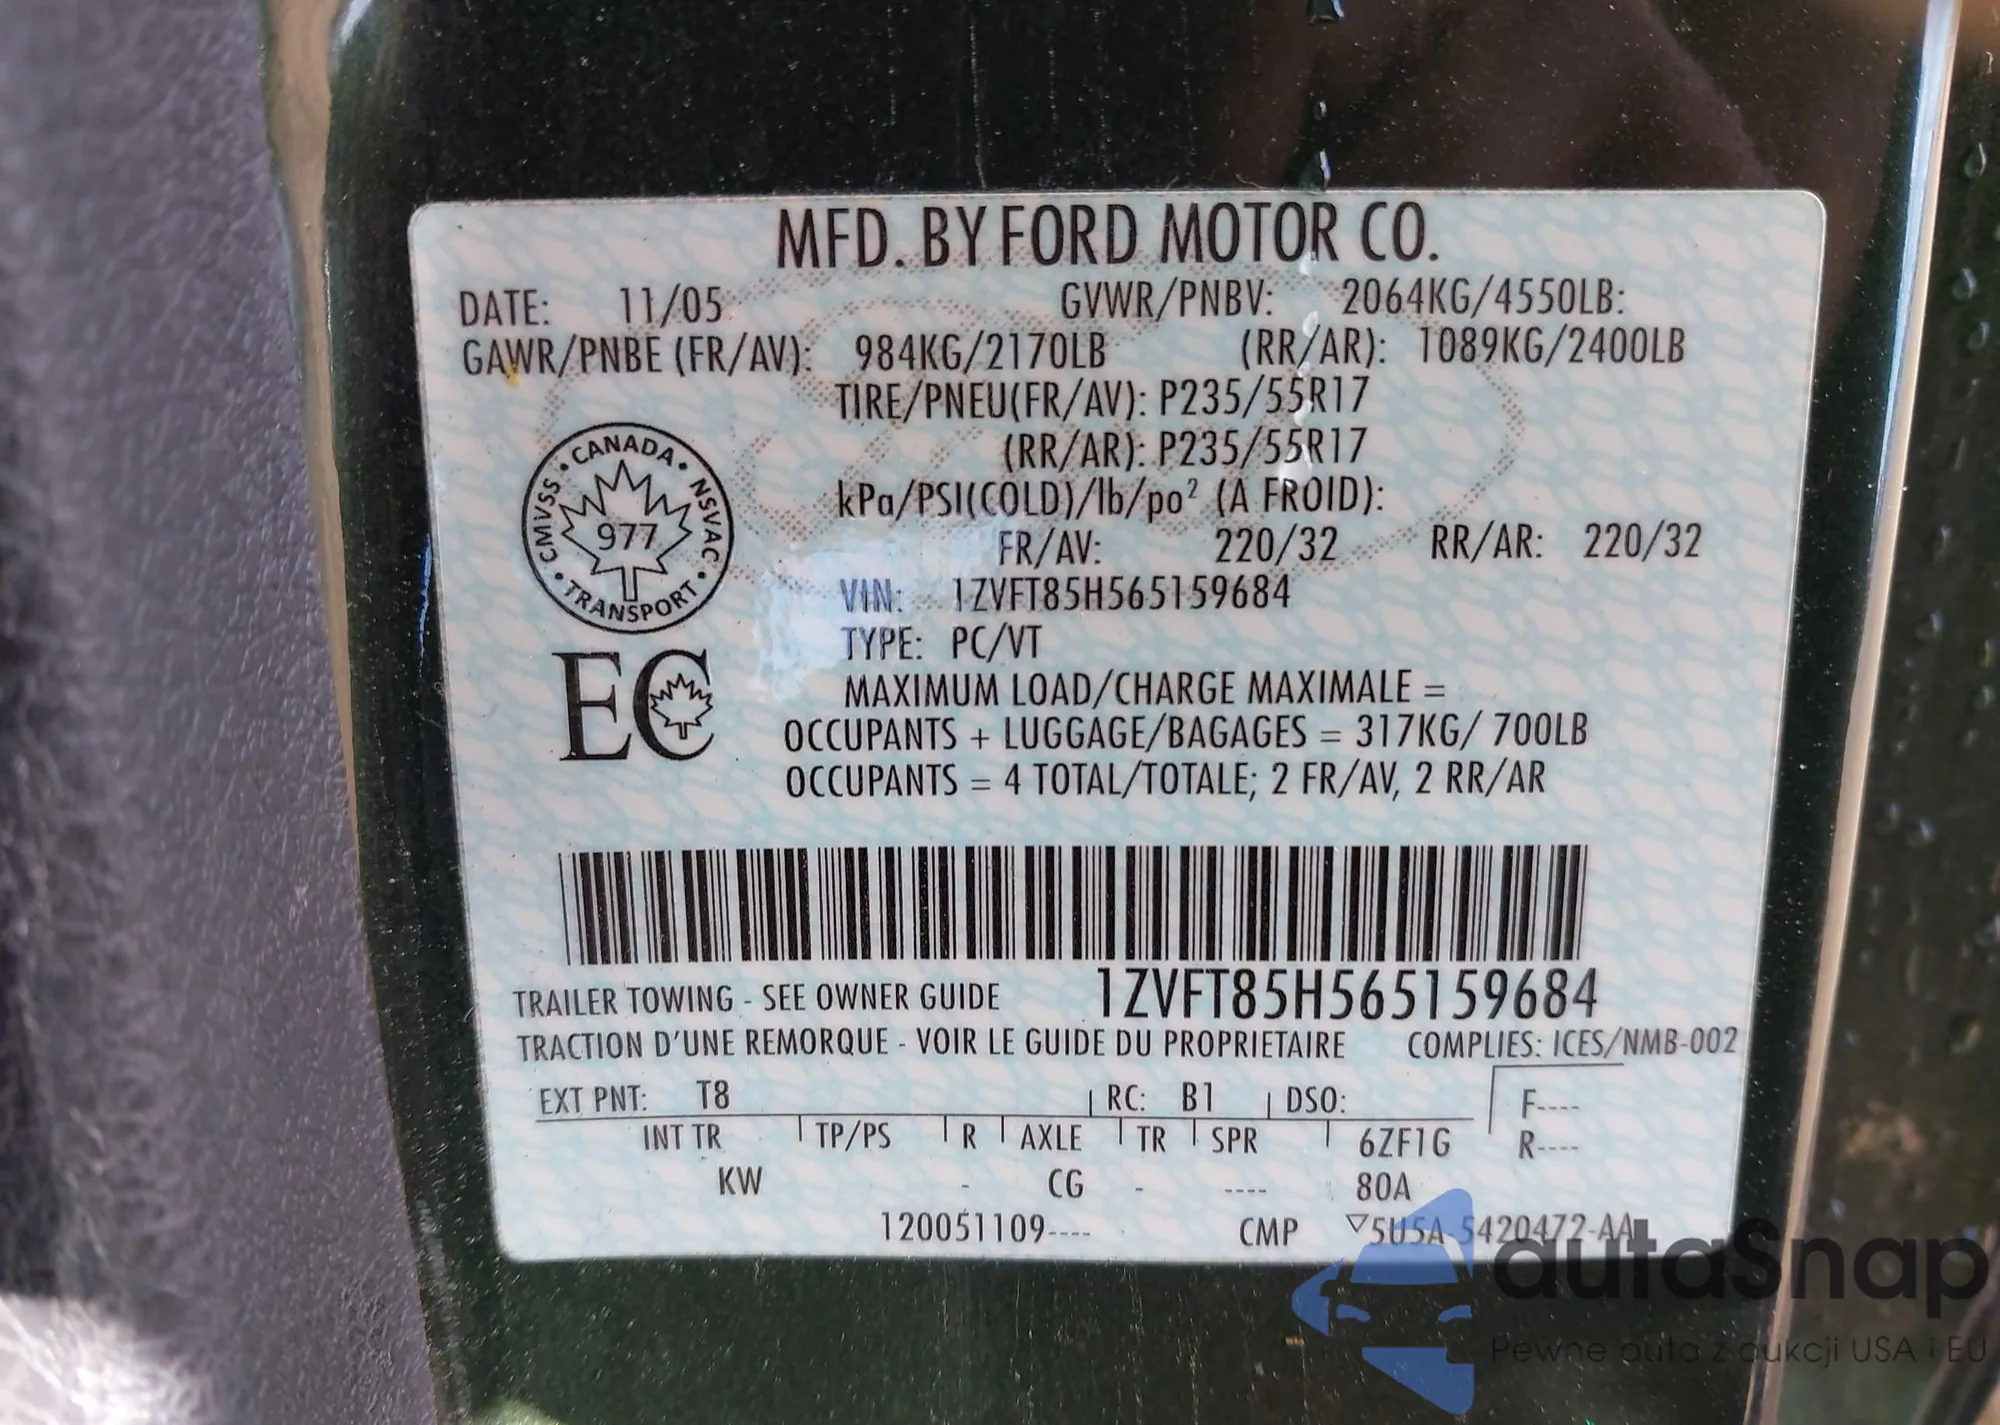 MFD. BY FORD MOTOR CO.
DATE: 11/05 GVWR/PNBV: 2064KG/4550LB:
GAWR/PNBE (FR/AV): 984KG/2170LB (RR/AR): 1089KG/2400LB
TIRE/PNEU(FR/AV): P235/55R17
(RR/AR): P235/55R17
kPa/PSI(COLD)/lb/po² (A FROID):
FR/AV: 220/32 RR/AR: 220/32
VIN: 1ZVFT85H565159684
TYPE: PC/VT
MAXIMUM LOAD/CHARGE MAXIMALE =
OCCUPANTS + LUGGAGE/BAGAGES = 317KG/ 700LB
OCCUPANTS = 4 TOTAL/TOTALE; 2 FR/AV, 2 RR/AR
CANADA • NSVAC • TRANSPORT • CMVSS •
977
EC
1ZVFT85H565159684
TRAILER TOWING - SEE OWNER GUIDE
TRACTION D'UNE REMORQUE - VOIR LE GUIDE DU PROPRIETAIRE COMPLIES: ICES/NMB-002
EXT PNT: T8 RC: B1 DSO: F----
INT TR TP/PS R AXLE TR SPR 6ZF1G R----
KW - CG - ---- 80A
120051109---- CMP ▽5U5A-5420472-AA
autaSnap
Pewne auta z aukcji USA i EU